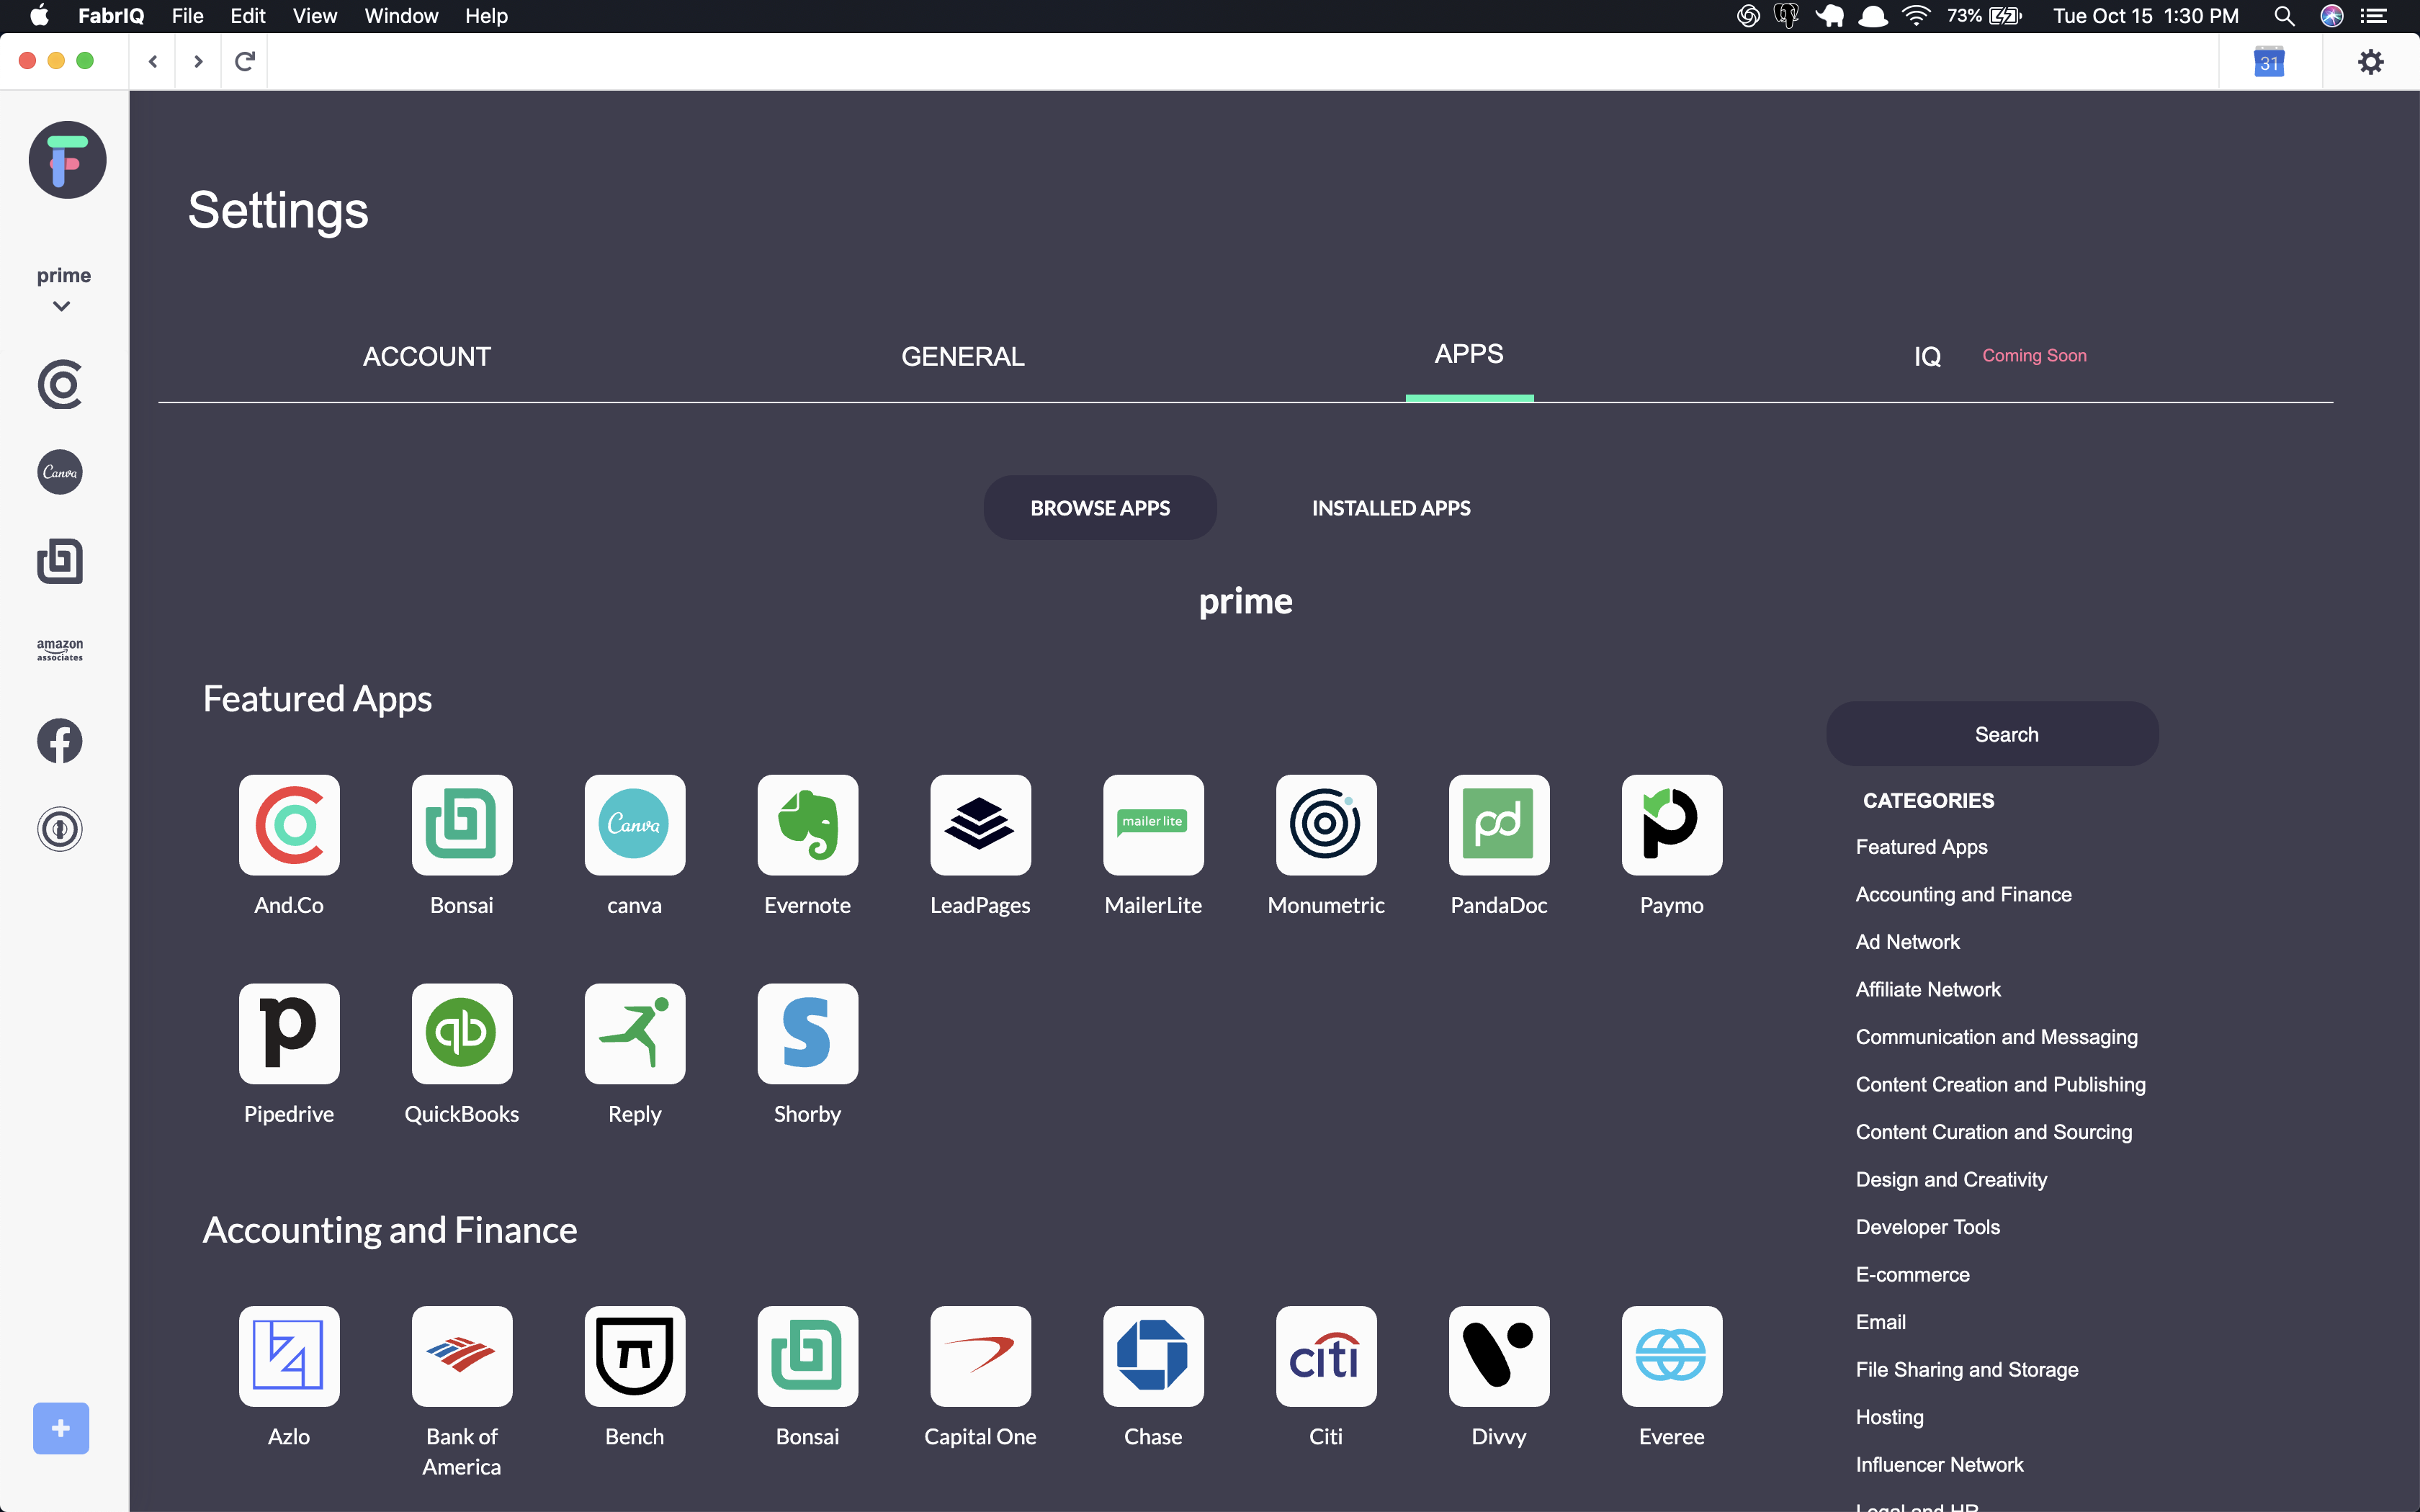 FabrIQ File Edit View Window Help 73% Tue Oct 15 1:30 PM
31
Settings
prime
ACCOUNT GENERAL APPS IQ Coming Soon
Canva
BROWSE APPS INSTALLED APPS
prime
amazon
associates
Featured Apps
Search
Canva
mailer lite
pd
And.Co Bonsai canva Evernote LeadPages MailerLite Monumetric PandaDoc Paymo
qb
Pipedrive QuickBooks Reply Shorby
Accounting and Finance
citi
Azlo Bank of America Bench Bonsai Capital One Chase Citi Divvy Everee
CATEGORIES
Featured Apps
Accounting and Finance
Ad Network
Affiliate Network
Communication and Messaging
Content Creation and Publishing
Content Curation and Sourcing
Design and Creativity
Developer Tools
E-commerce
Email
File Sharing and Storage
Hosting
Influencer Network
Legal and HR